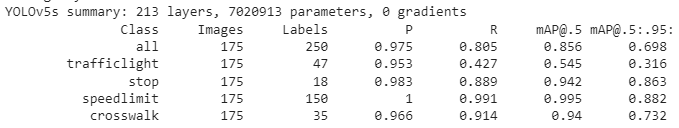 YOLOv5s summary: 213 layers, 7020913 parameters, 0 gradients
Class Images Labels P R mAP@.5 mAP@.5:.95:
all 175 250 0.975 0.805 0.856 0.698
trafficlight 175 47 0.953 0.427 0.545 0.316
stop 175 18 0.983 0.889 0.942 0.863
speedlimit 175 150 1 0.991 0.995 0.882
crosswalk 175 35 0.966 0.914 0.94 0.732